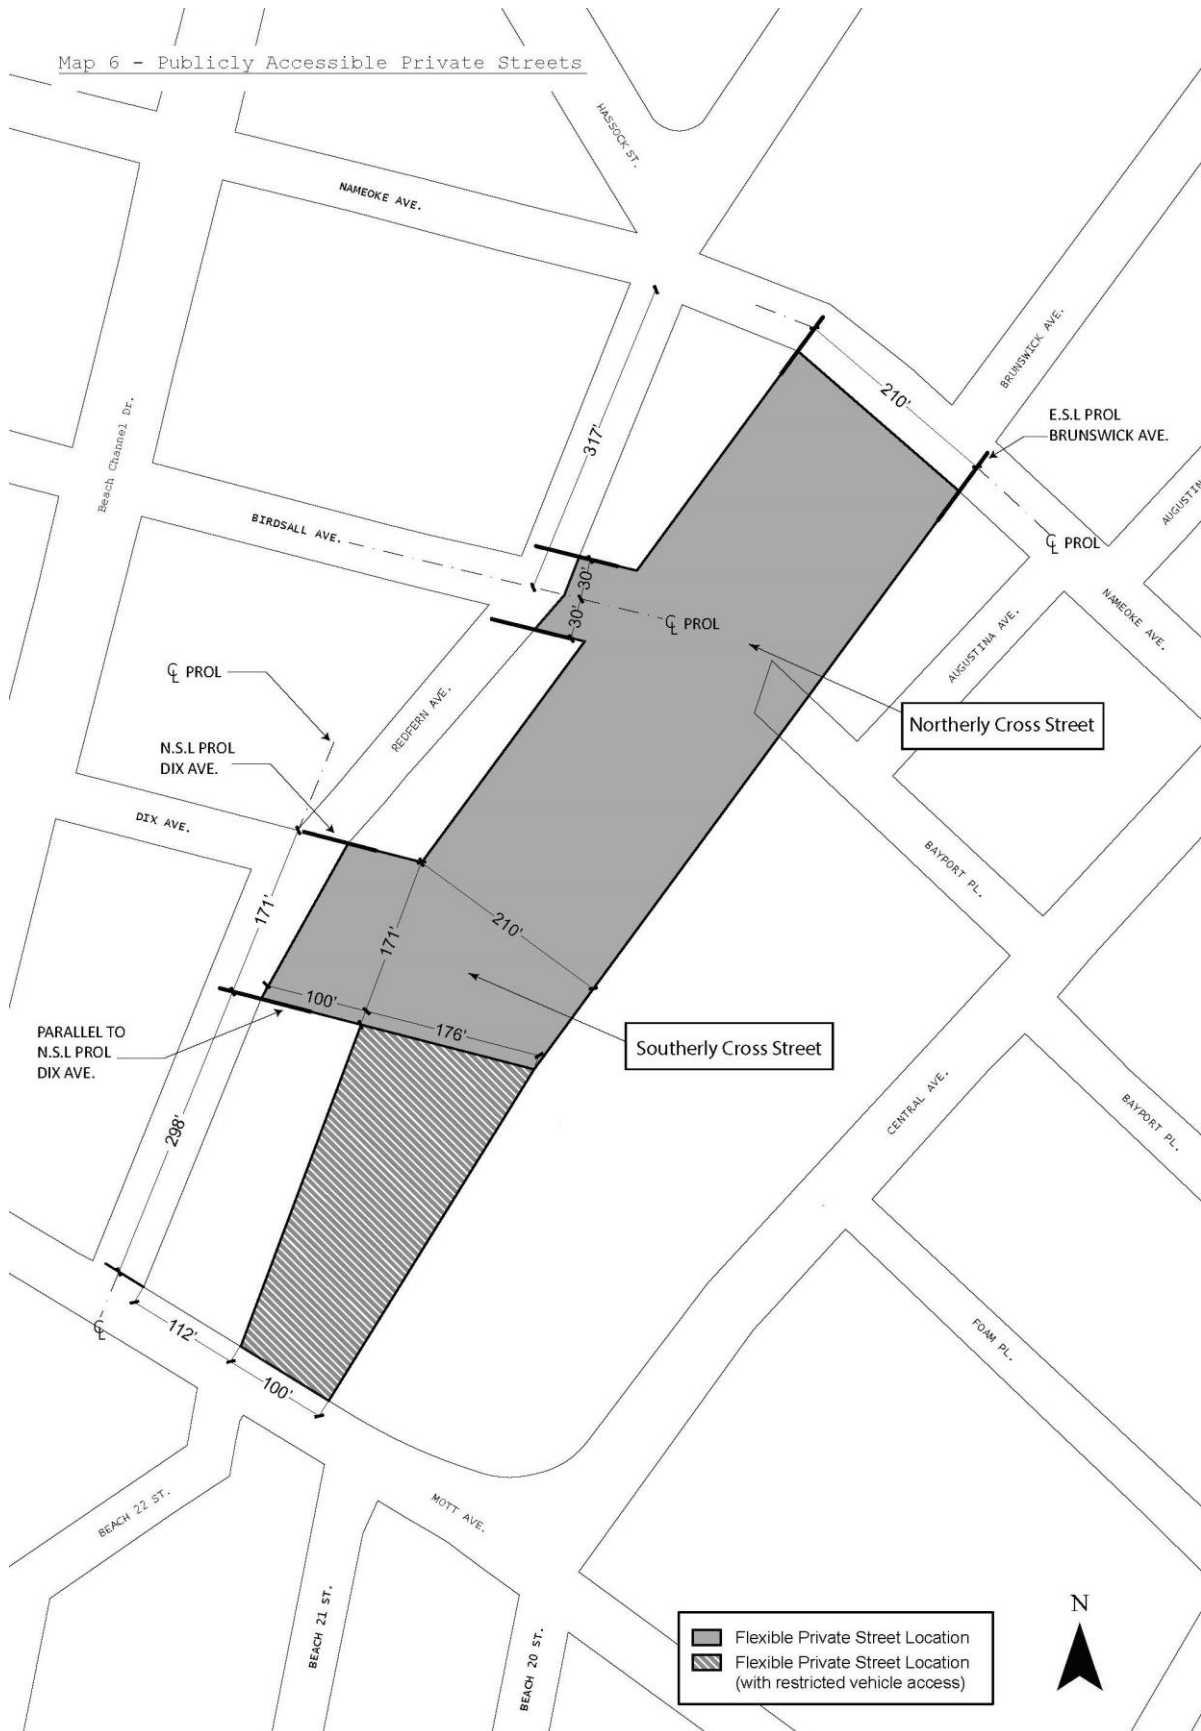 Map 6 - Publicly Accessible Private Streets
HASSOCK ST.
NAMEOKE AVE.
BRUNSWICK AVE.
210'
E.S.L PROL
BRUNSWICK AVE.
Beach Channel Dr.
317'
AUGUSTIN
BIRDSALL AVE.
℄ PROL
30'
30'
℄ PROL
NAMEOKE AVE.
AUGUSTINA AVE.
℄ PROL
REDFERN AVE.
Northerly Cross Street
N.S.L PROL
DIX AVE.
DIX AVE.
BAYPORT PL.
171'
171'
210'
100'
176'
PARALLEL TO
N.S.L PROL
DIX AVE.
Southerly Cross Street
CENTRAL AVE.
BAYPORT PL.
298'
℄
112'
100'
FOAM PL.
BEACH 22 ST.
MOTT AVE.
BEACH 21 ST.
BEACH 20 ST.
N
Flexible Private Street Location
Flexible Private Street Location
(with restricted vehicle access)